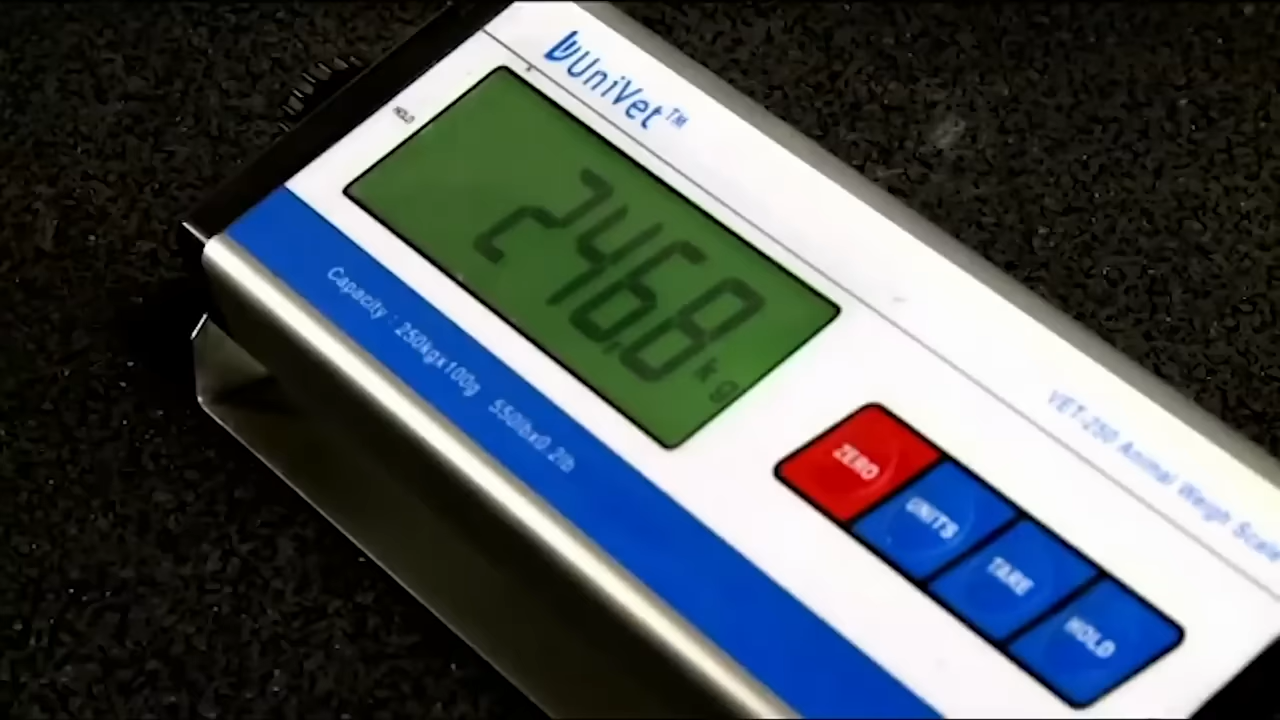 UniVet™
HOLD
246.8 kg
Capacity : 250kgx100g 550lbx0.2lb
VET-250 Animal Weigh Scale
ZERO
UNITS
TARE
HOLD